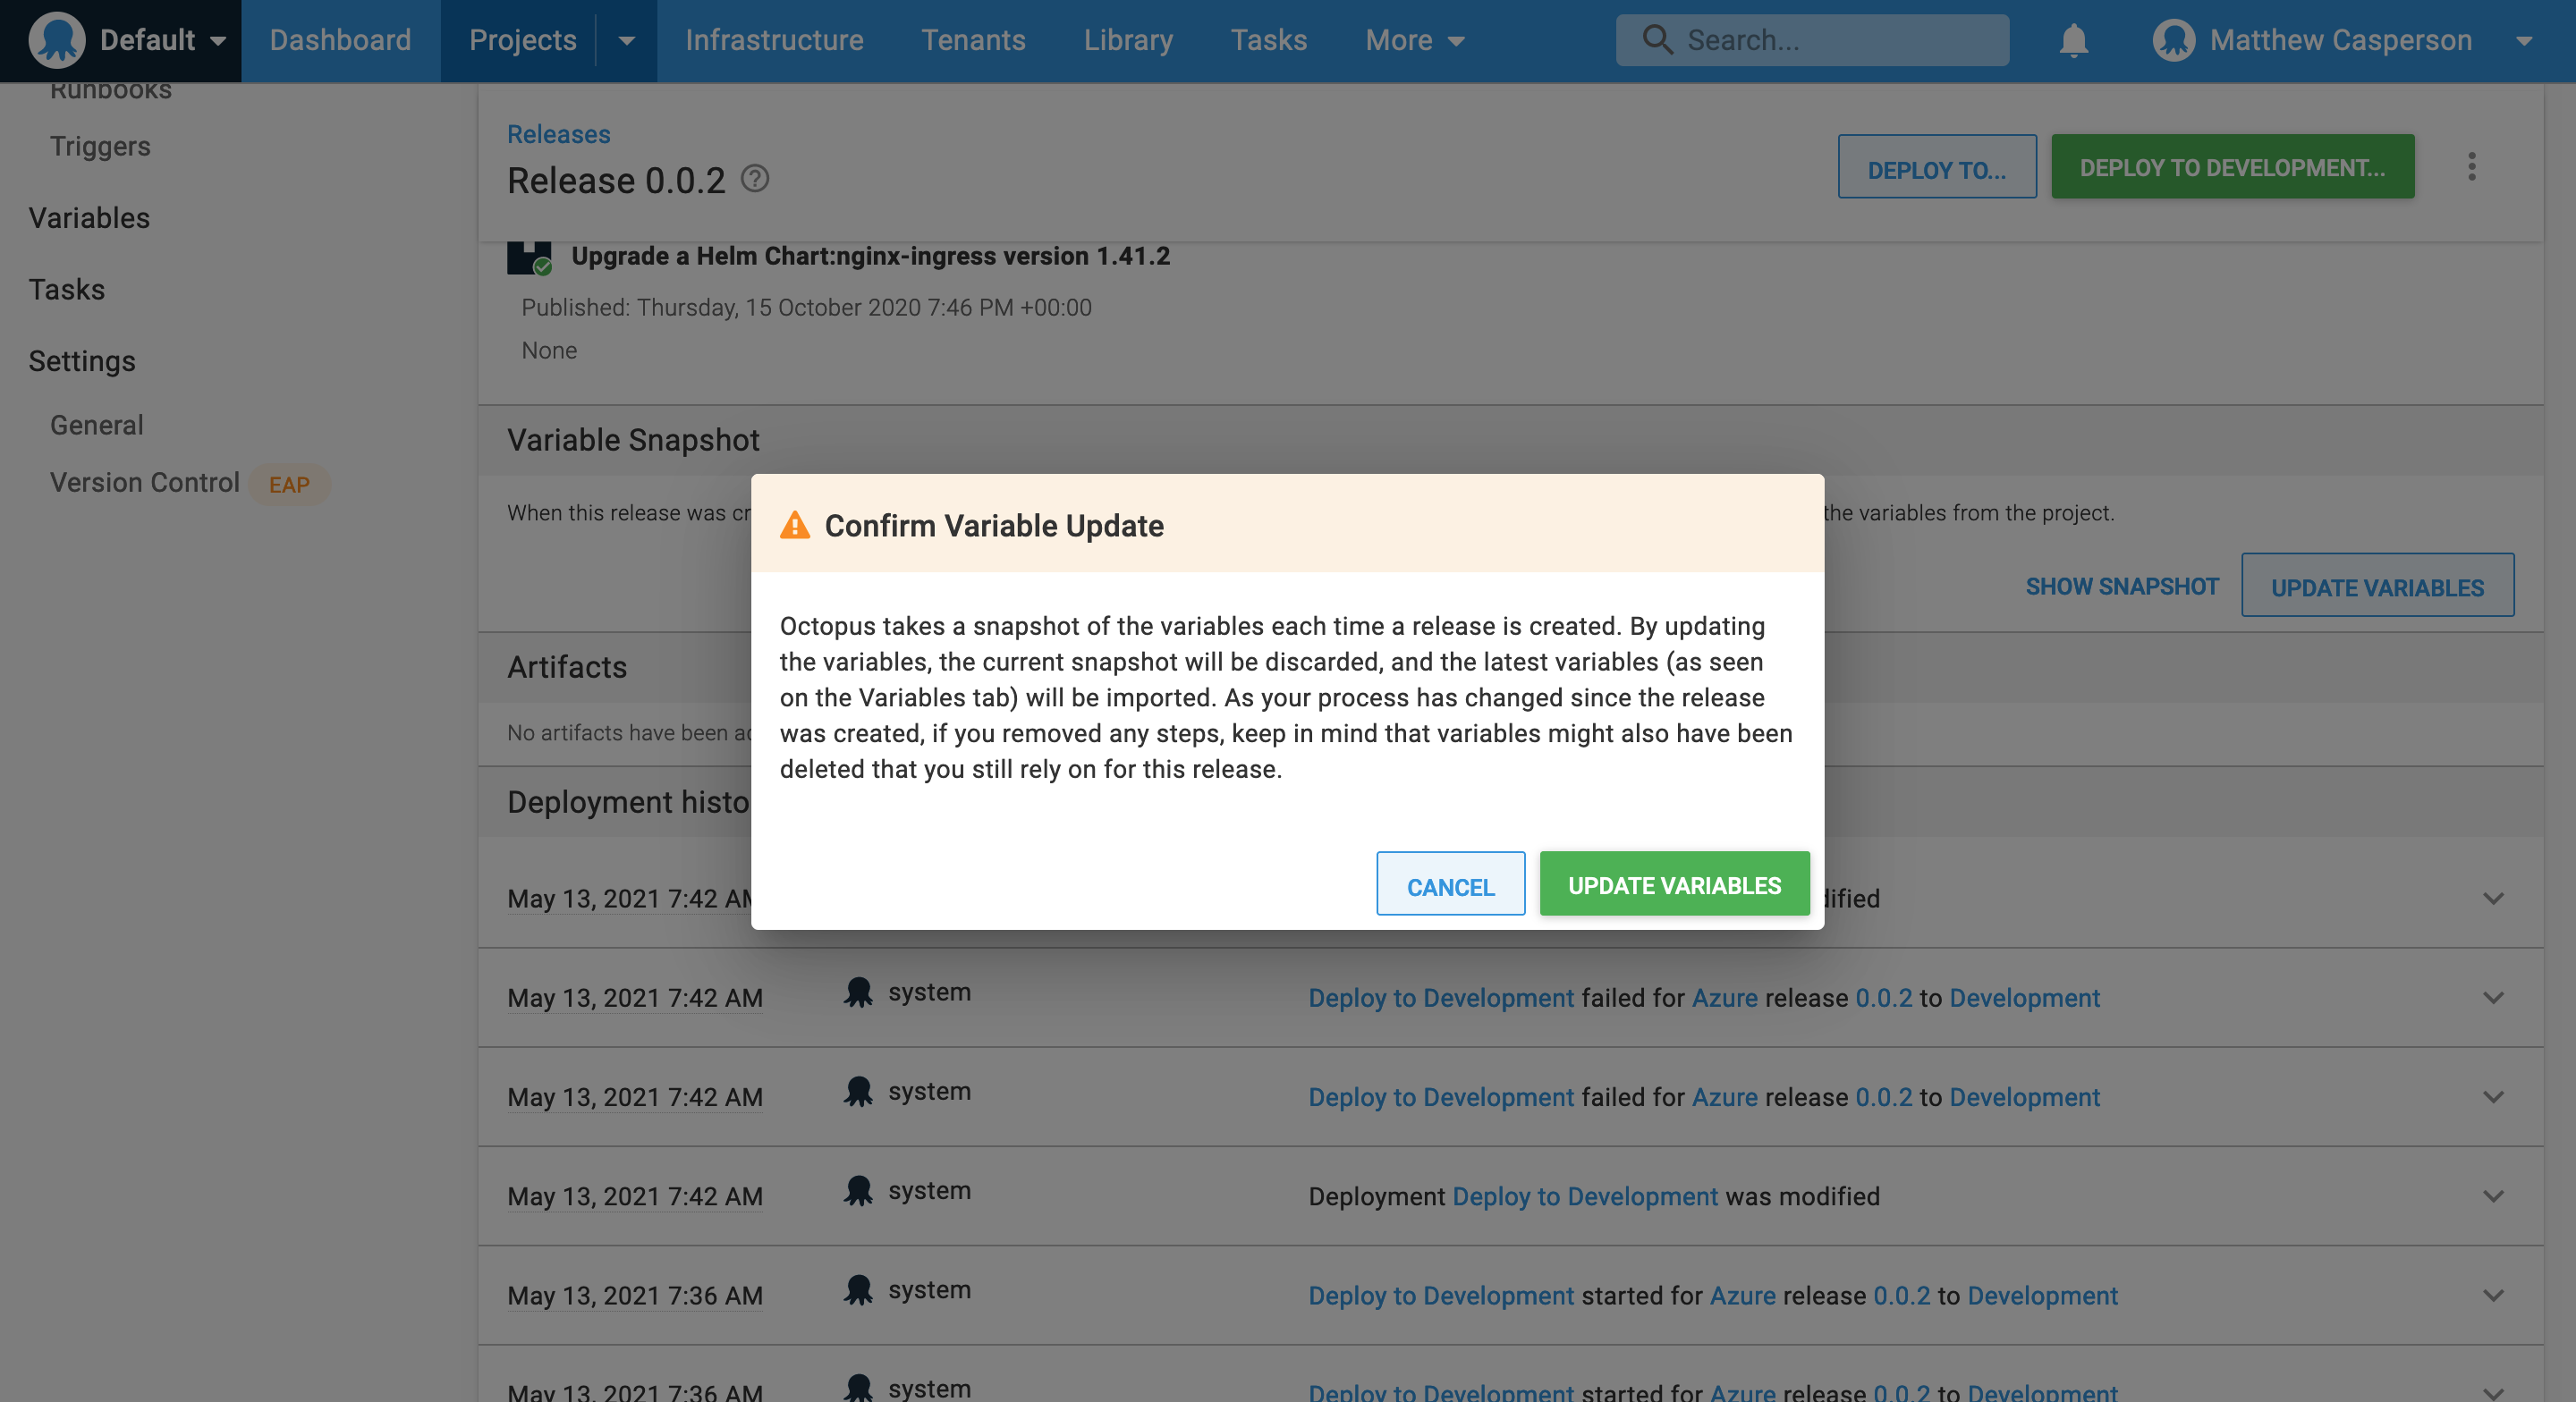 Default
Dashboard
Projects
Infrastructure
Tenants
Library
Tasks
More
Search...
Matthew Casperson
Runbooks
Triggers
Variables
Tasks
Settings
General
Version Control EAP
Releases
Release 0.0.2
DEPLOY TO...
DEPLOY TO DEVELOPMENT...
Upgrade a Helm Chart:nginx-ingress version 1.41.2
Published: Thursday, 15 October 2020 7:46 PM +00:00
None
Variable Snapshot
When this release was cr
the variables from the project.
SHOW SNAPSHOT
UPDATE VARIABLES
Artifacts
No artifacts have been a
Deployment histo
Confirm Variable Update
Octopus takes a snapshot of the variables each time a release is created. By updating
the variables, the current snapshot will be discarded, and the latest variables (as seen
on the Variables tab) will be imported. As your process has changed since the release
was created, if you removed any steps, keep in mind that variables might also have been
deleted that you still rely on for this release.
CANCEL
UPDATE VARIABLES
May 13, 2021 7:42 AM
dified
May 13, 2021 7:42 AM system Deploy to Development failed for Azure release 0.0.2 to Development
May 13, 2021 7:42 AM system Deploy to Development failed for Azure release 0.0.2 to Development
May 13, 2021 7:42 AM system Deployment Deploy to Development was modified
May 13, 2021 7:36 AM system Deploy to Development started for Azure release 0.0.2 to Development
May 13, 2021 7:36 AM system Deploy to Development started for Azure release 0.0.2 to Development